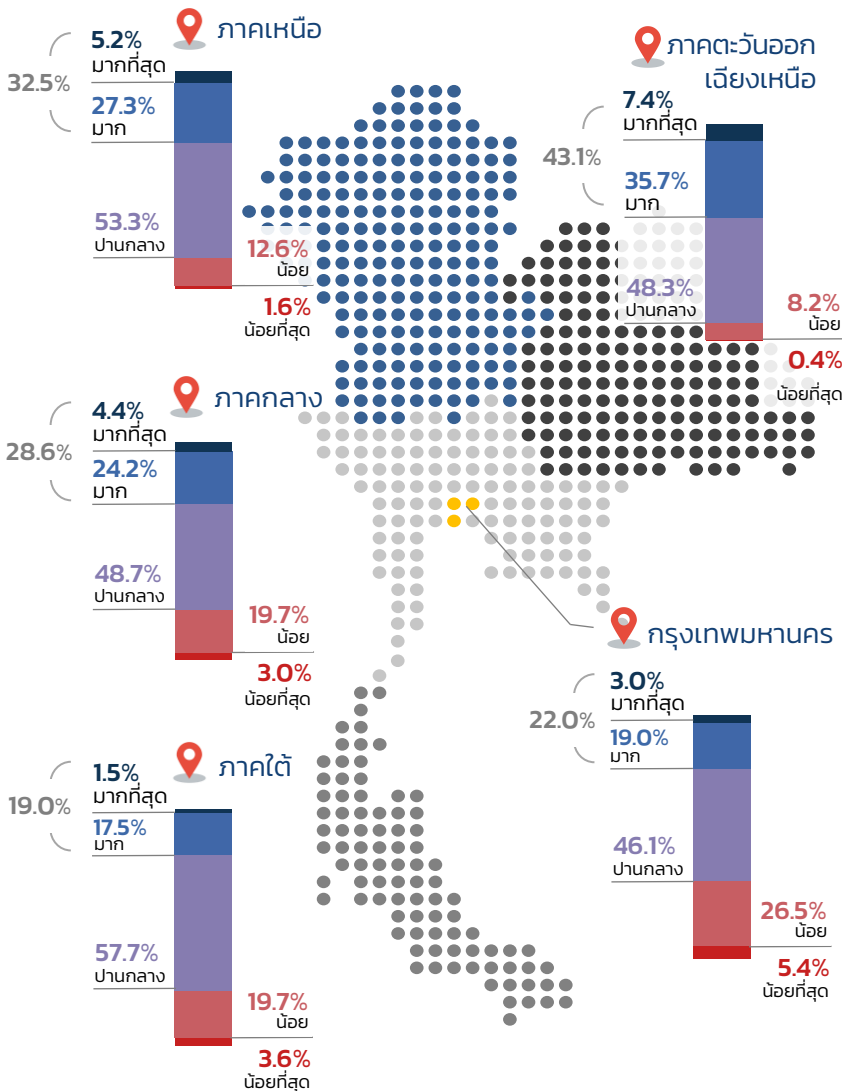 ภาคเหนือ
5.2%
มากที่สุด
32.5%
27.3%
มาก
53.3%
ปานกลาง
12.6%
น้อย
1.6%
น้อยที่สุด
ภาคตะวันออก
เฉียงเหนือ
7.4%
มากที่สุด
43.1%
35.7%
มาก
48.3%
ปานกลาง
8.2%
น้อย
0.4%
น้อยที่สุด
ภาคกลาง
4.4%
มากที่สุด
28.6%
24.2%
มาก
48.7%
ปานกลาง
19.7%
น้อย
3.0%
น้อยที่สุด
กรุงเทพมหานคร
3.0%
มากที่สุด
22.0%
19.0%
มาก
46.1%
ปานกลาง
26.5%
น้อย
5.4%
น้อยที่สุด
ภาคใต้
1.5%
มากที่สุด
19.0%
17.5%
มาก
57.7%
ปานกลาง
19.7%
น้อย
3.6%
น้อยที่สุด